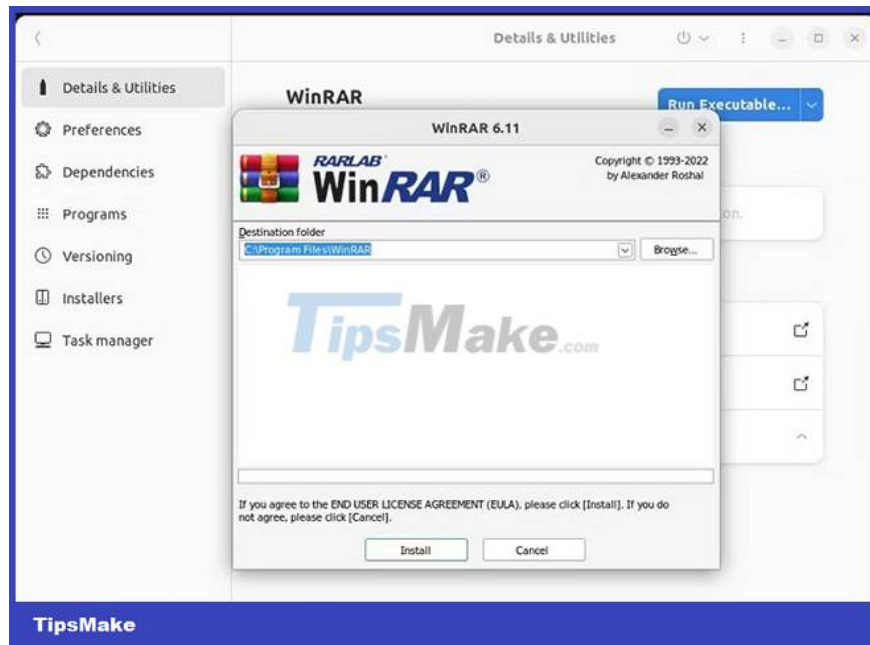 Details & Utilities
Details & Utilities
Preferences
Dependencies
Programs
Versioning
Installers
Task manager
WinRAR
Run Executable...
on.
WinRAR 6.11
RARLAB
WinRAR®
Copyright © 1993-2022
by Alexander Roshal
Destination folder
C:\Program Files\WinRAR
Browse...
TipsMake.com
If you agree to the END USER LICENSE AGREEMENT (EULA), please click [Install]. If you do
not agree, please click [Cancel].
Install
Cancel
TipsMake